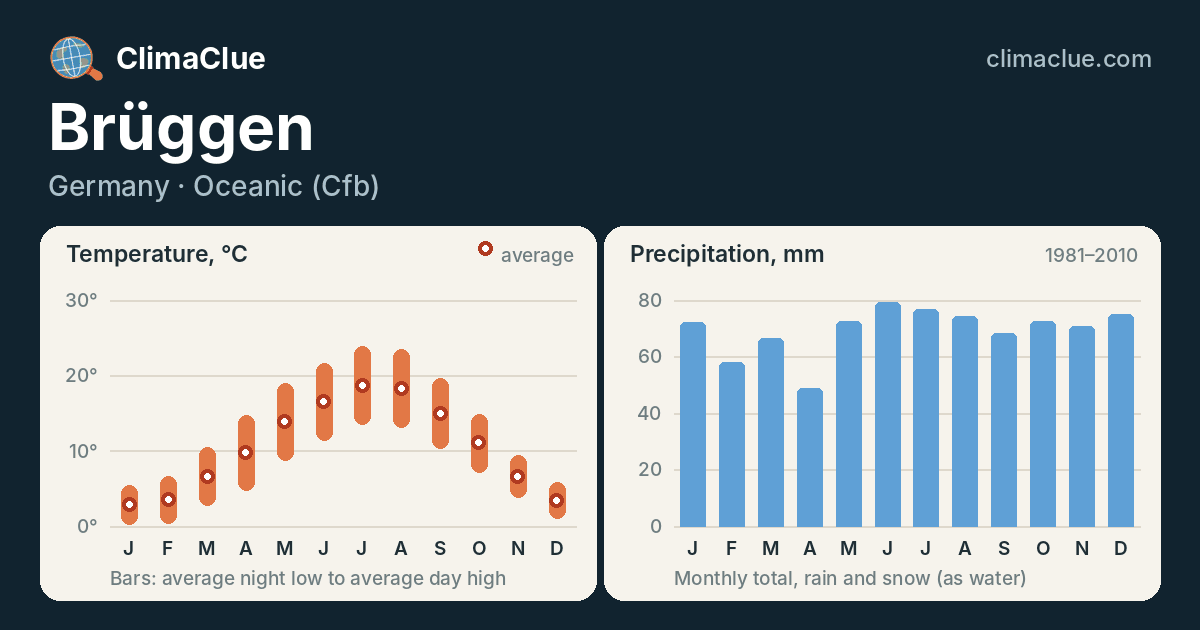 ClimaClue
climaclue.com
Brüggen
Germany · Oceanic (Cfb)
Temperature, °C
average
30°
20°
10°
0°
J F M A M J J A S O N D
Bars: average night low to average day high
Precipitation, mm
1981–2010
80
60
40
20
0
J F M A M J J A S O N D
Monthly total, rain and snow (as water)